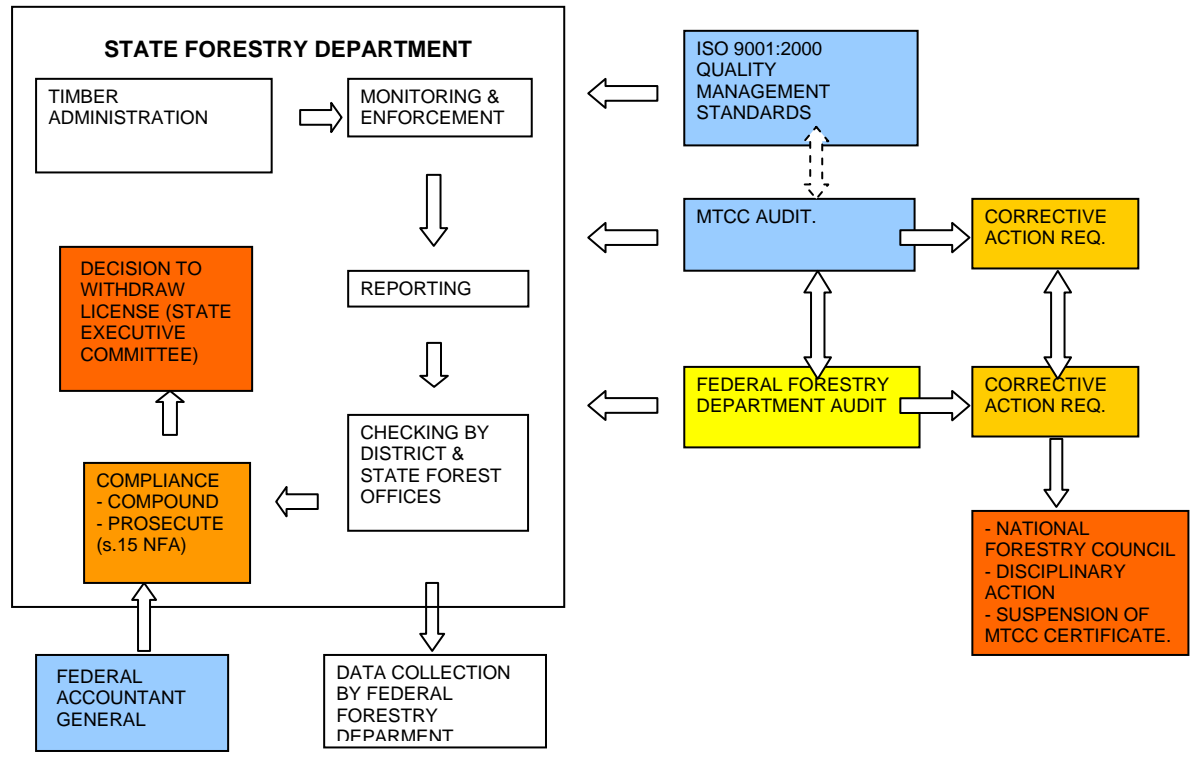 STATE FORESTRY DEPARTMENT
TIMBER
ADMINISTRATION
MONITORING &
ENFORCEMENT
REPORTING
CHECKING BY
DISTRICT &
STATE FOREST
OFFICES
DECISION TO
WITHDRAW
LICENSE (STATE
EXECUTIVE
COMMITTEE)
COMPLIANCE
- COMPOUND
- PROSECUTE
(s.15 NFA)
FEDERAL
ACCOUNTANT
GENERAL
DATA COLLECTION
BY FEDERAL
FORESTRY
DEPARMENT
ISO 9001:2000
QUALITY
MANAGEMENT
STANDARDS
MTCC AUDIT.
CORRECTIVE
ACTION REQ.
FEDERAL FORESTRY
DEPARTMENT AUDIT
CORRECTIVE
ACTION REQ.
- NATIONAL
FORESTRY COUNCIL
- DISCIPLINARY
ACTION
- SUSPENSION OF
MTCC CERTIFICATE.